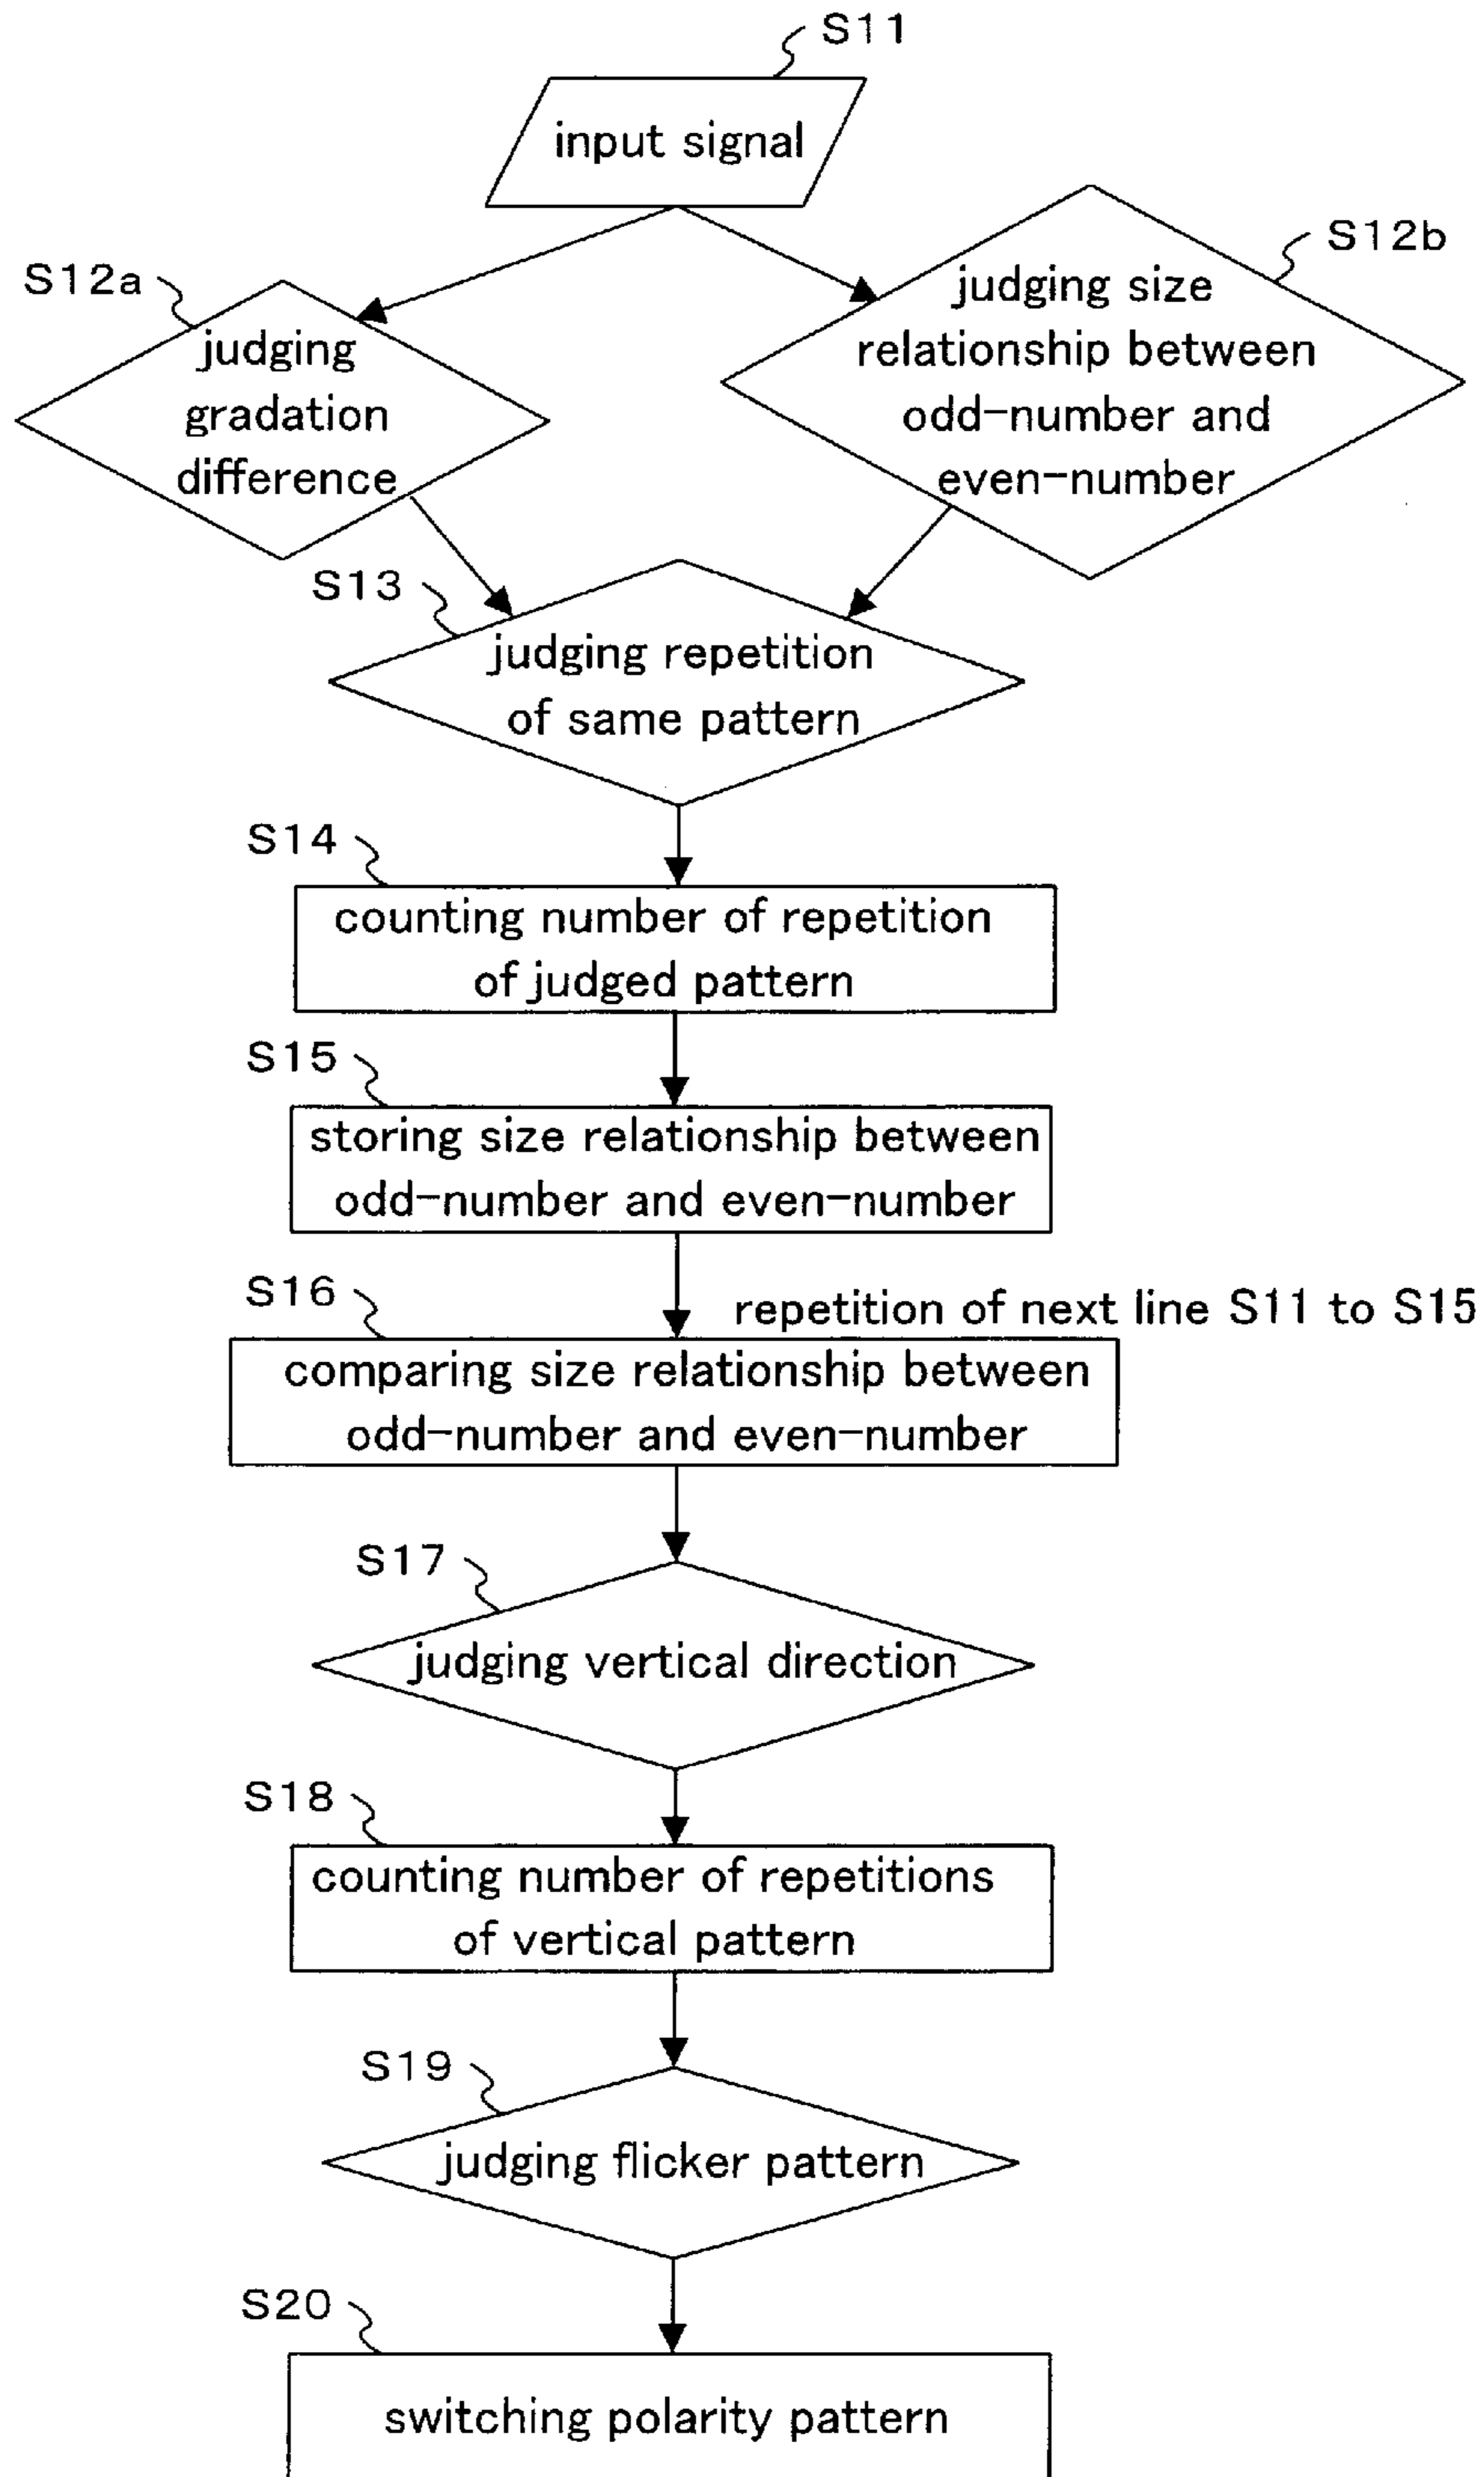 S11
input signal
S12a
judging
gradation
difference
S12b
judging size
relationship between
odd-number and
even-number
S13
judging repetition
of same pattern
S14
counting number of repetition
of judged pattern
S15
storing size relationship between
odd-number and even-number
S16
repetition of next line S11 to S15
comparing size relationship between
odd-number and even-number
S17
judging vertical direction
S18
counting number of repetitions
of vertical pattern
S19
judging flicker pattern
S20
switching polarity pattern